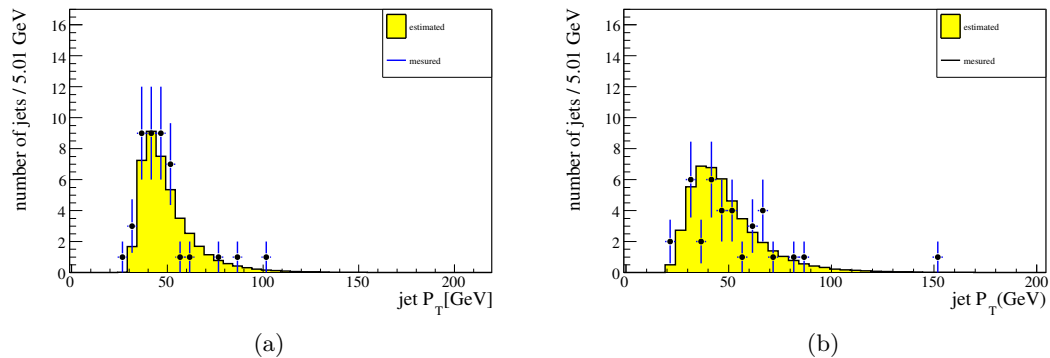 number of jets / 5.01 GeV
16
14
12
10
8
6
4
2
0
0
50
100
150
200
jet P_T[GeV]
estimated
mesured
(a)
number of jets / 5.01 GeV
16
14
12
10
8
6
4
2
0
0
50
100
150
200
jet P_T(GeV)
estimated
mesured
(b)